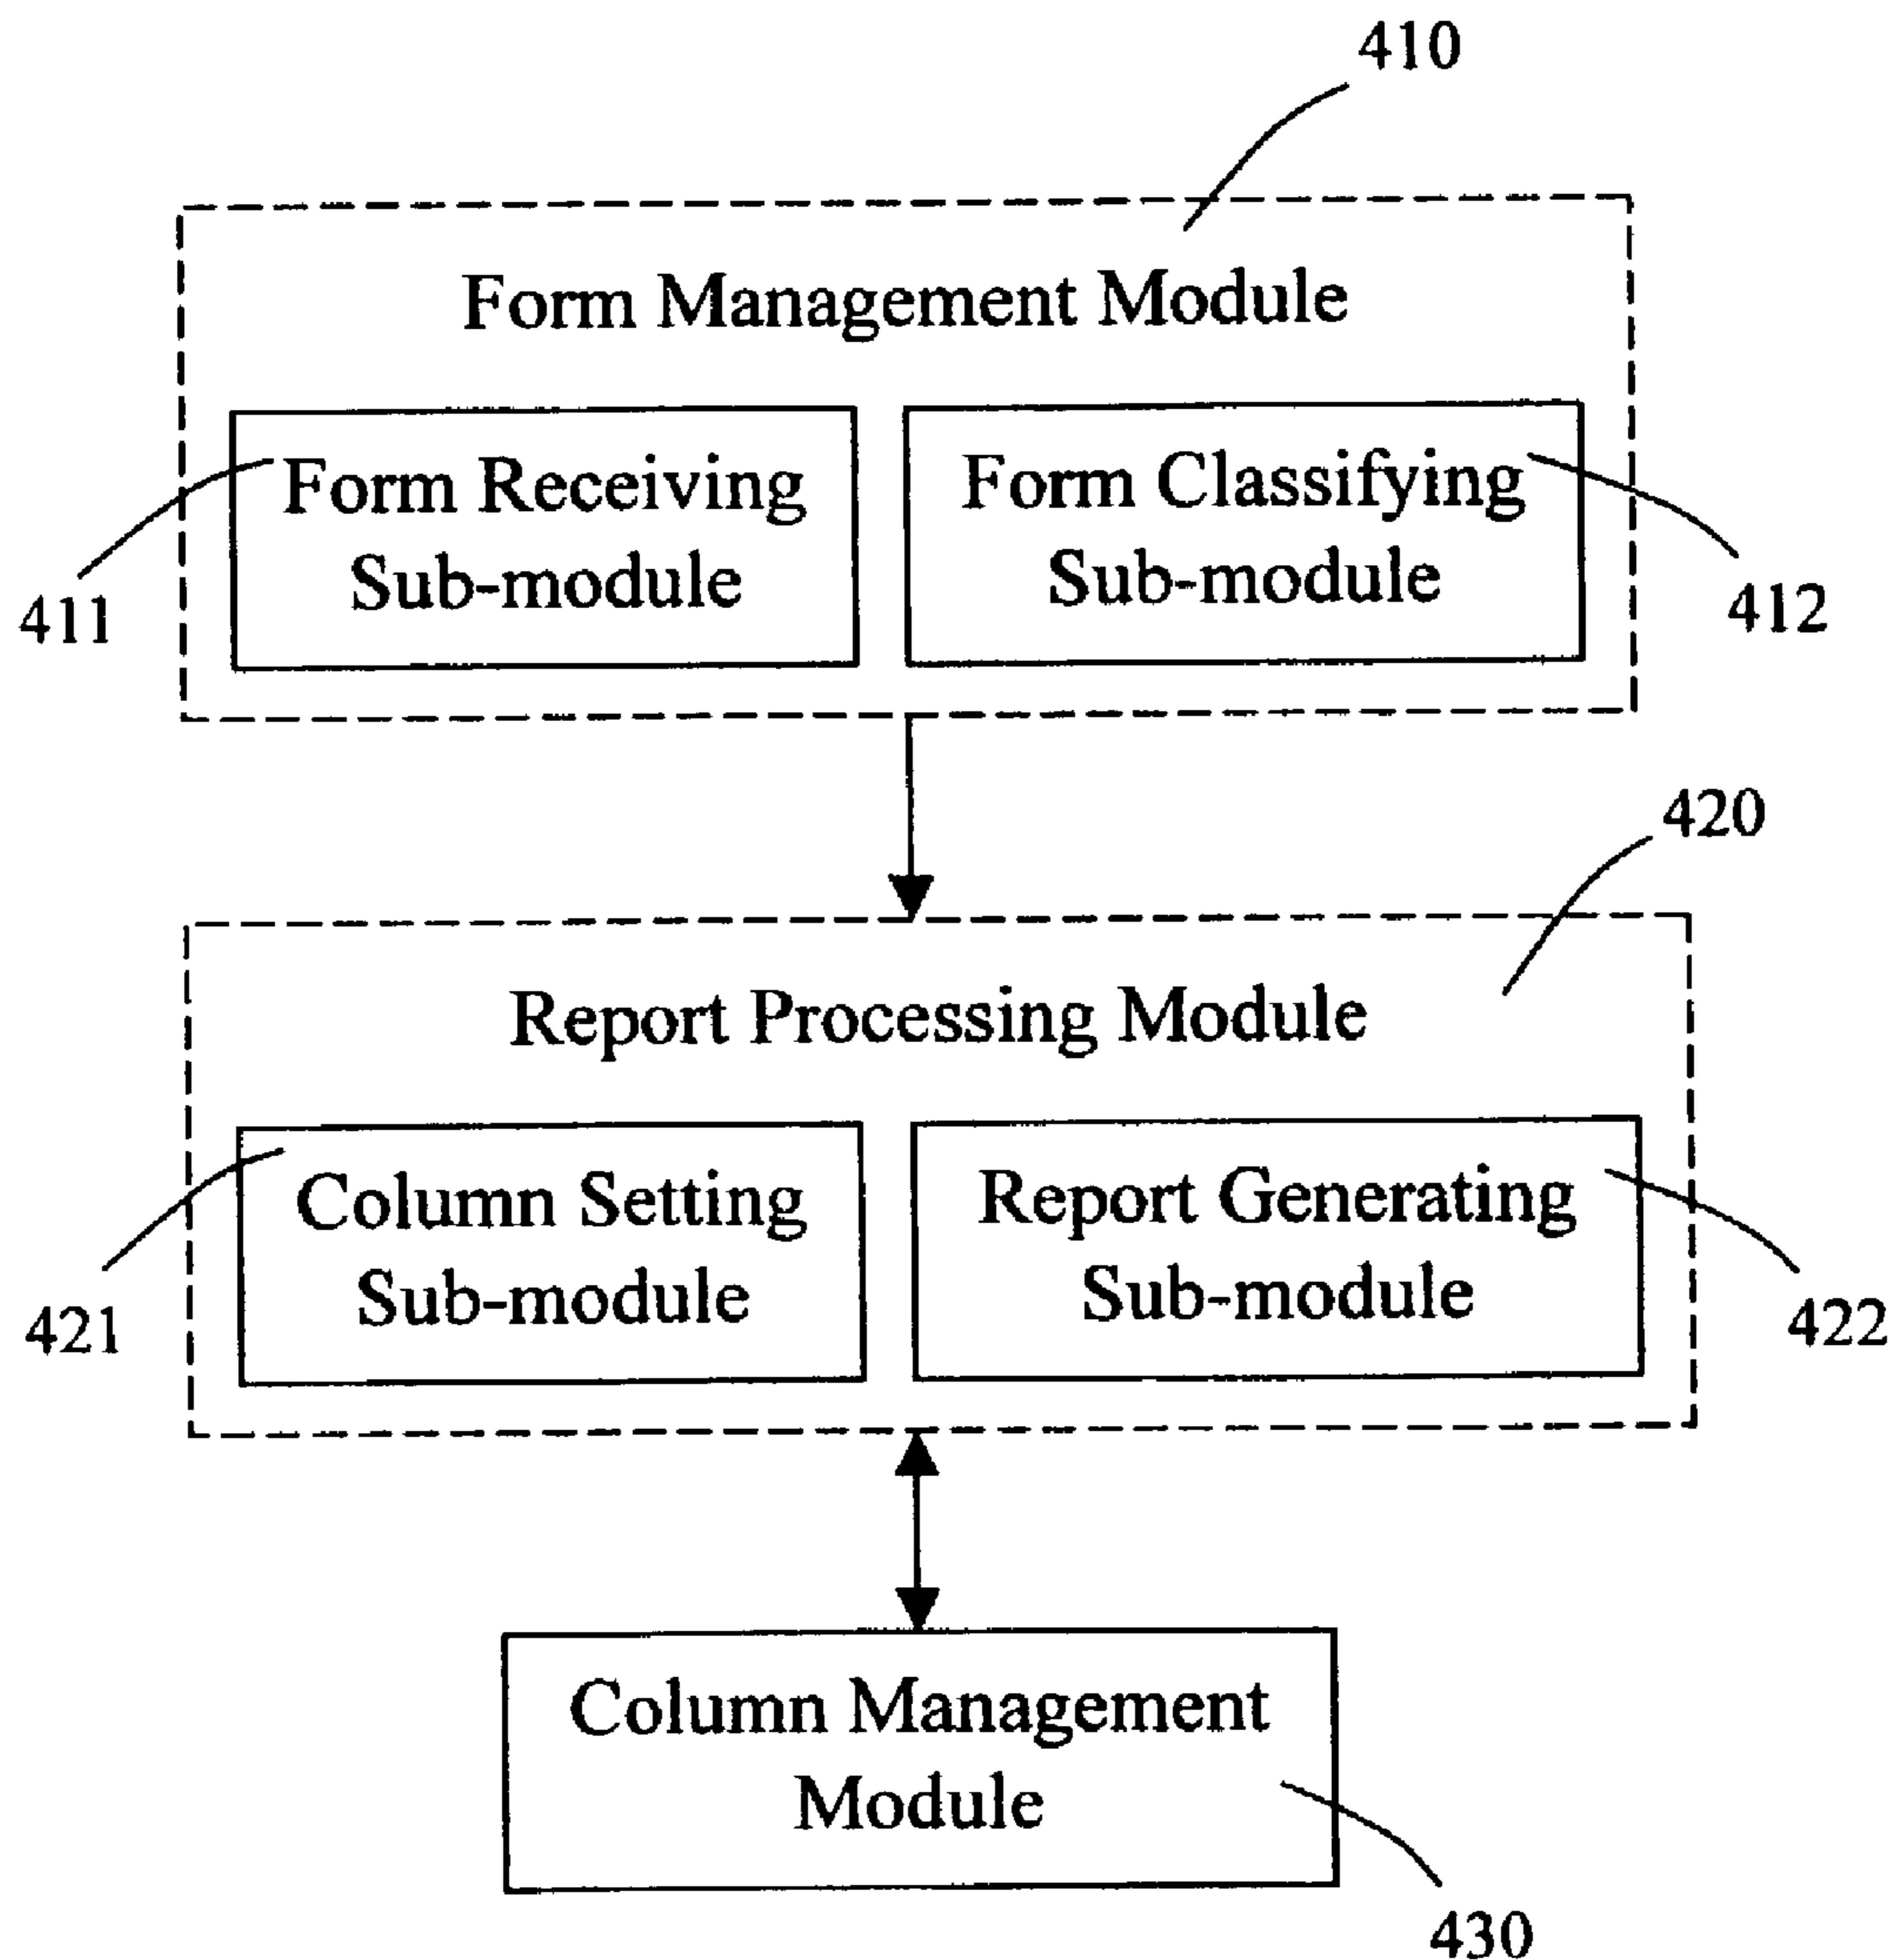 410
Form Management Module
Form Receiving
Sub-module
Form Classifying
Sub-module
411
412
420
Report Processing Module
Column Setting
Sub-module
Report Generating
Sub-module
421
422
Column Management
Module
430